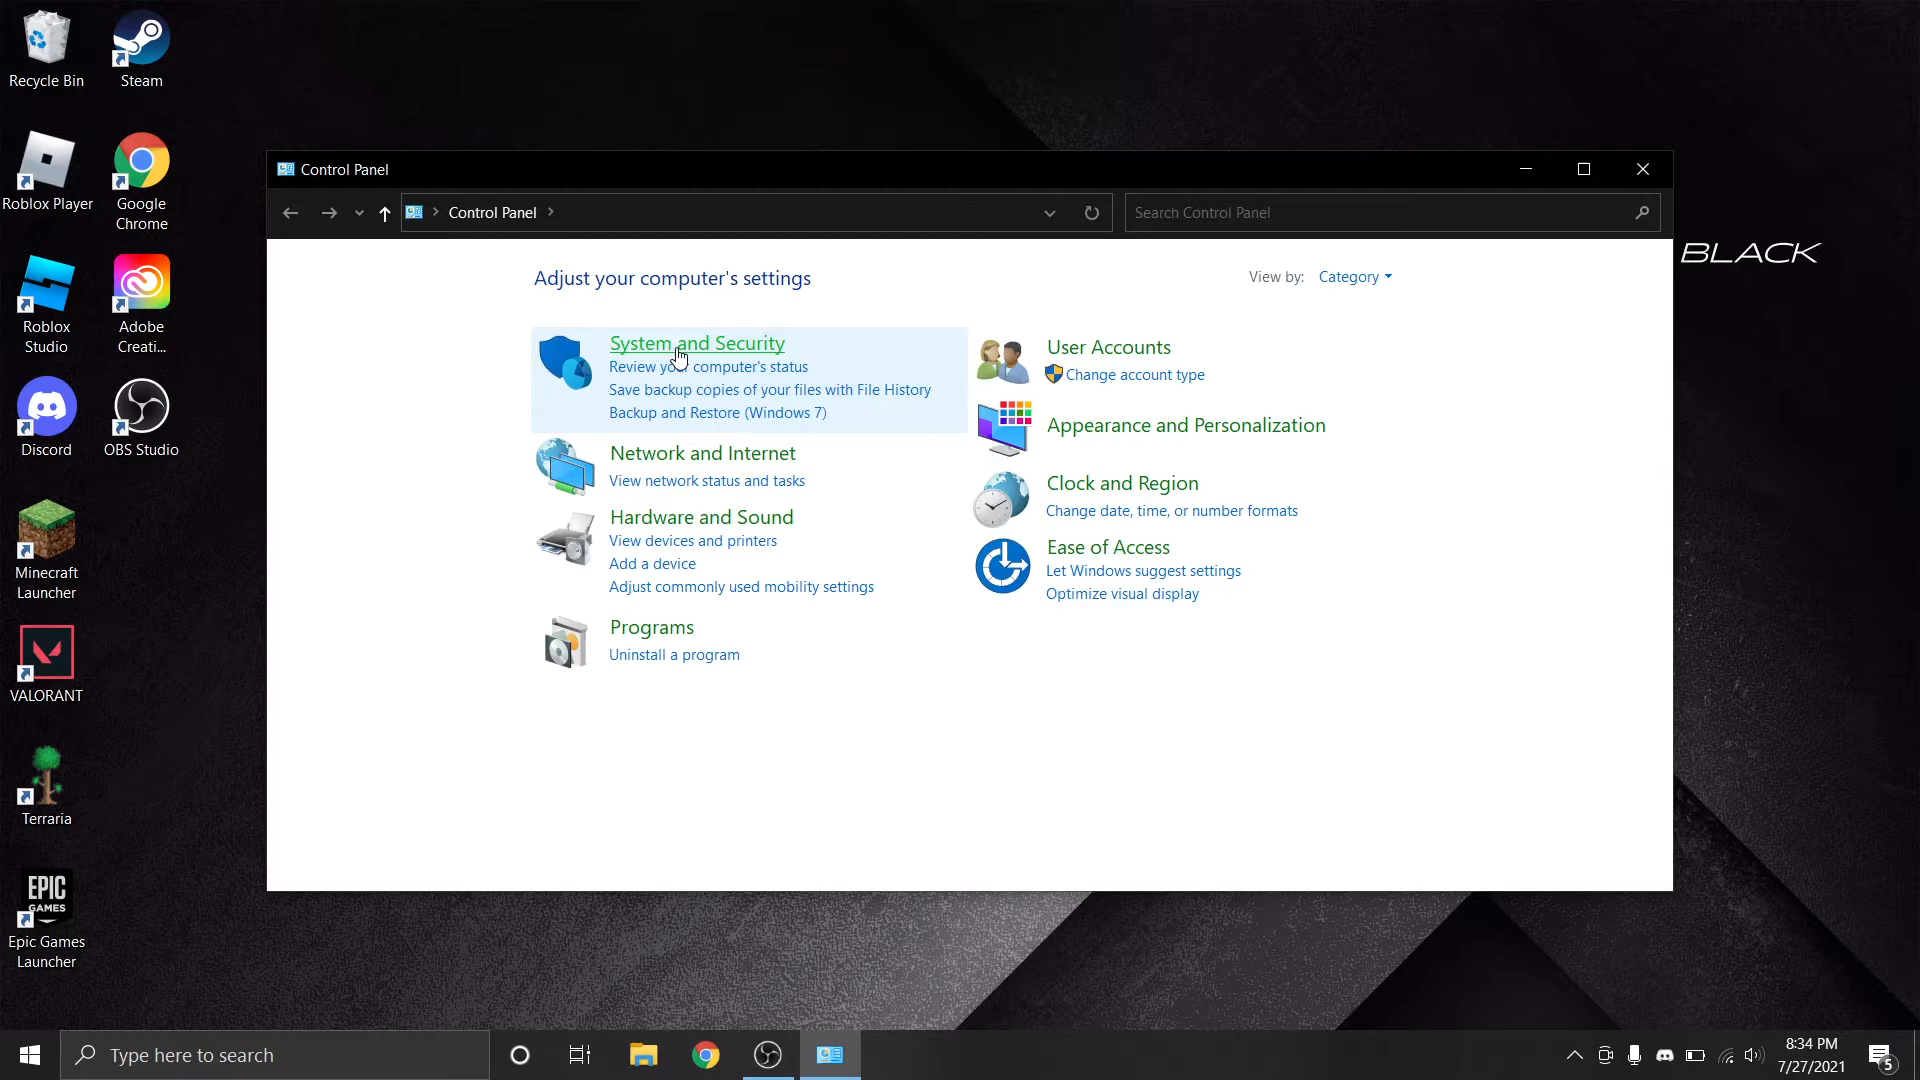 Recycle Bin
Steam
Roblox Player
Google
Chrome
Roblox
Studio
Adobe
Creati...
Discord
OBS Studio
Minecraft
Launcher
VALORANT
Terraria
EPIC
GAMES
Epic Games
Launcher
Control Panel
Control Panel
Search Control Panel
BLACK
Adjust your computer's settings
View by: Category
System and Security
Review your computer's status
Save backup copies of your files with File History
Backup and Restore (Windows 7)
Network and Internet
View network status and tasks
Hardware and Sound
View devices and printers
Add a device
Adjust commonly used mobility settings
Programs
Uninstall a program
User Accounts
Change account type
Appearance and Personalization
Clock and Region
Change date, time, or number formats
Ease of Access
Let Windows suggest settings
Optimize visual display
Type here to search
8:34 PM
7/27/2021
5